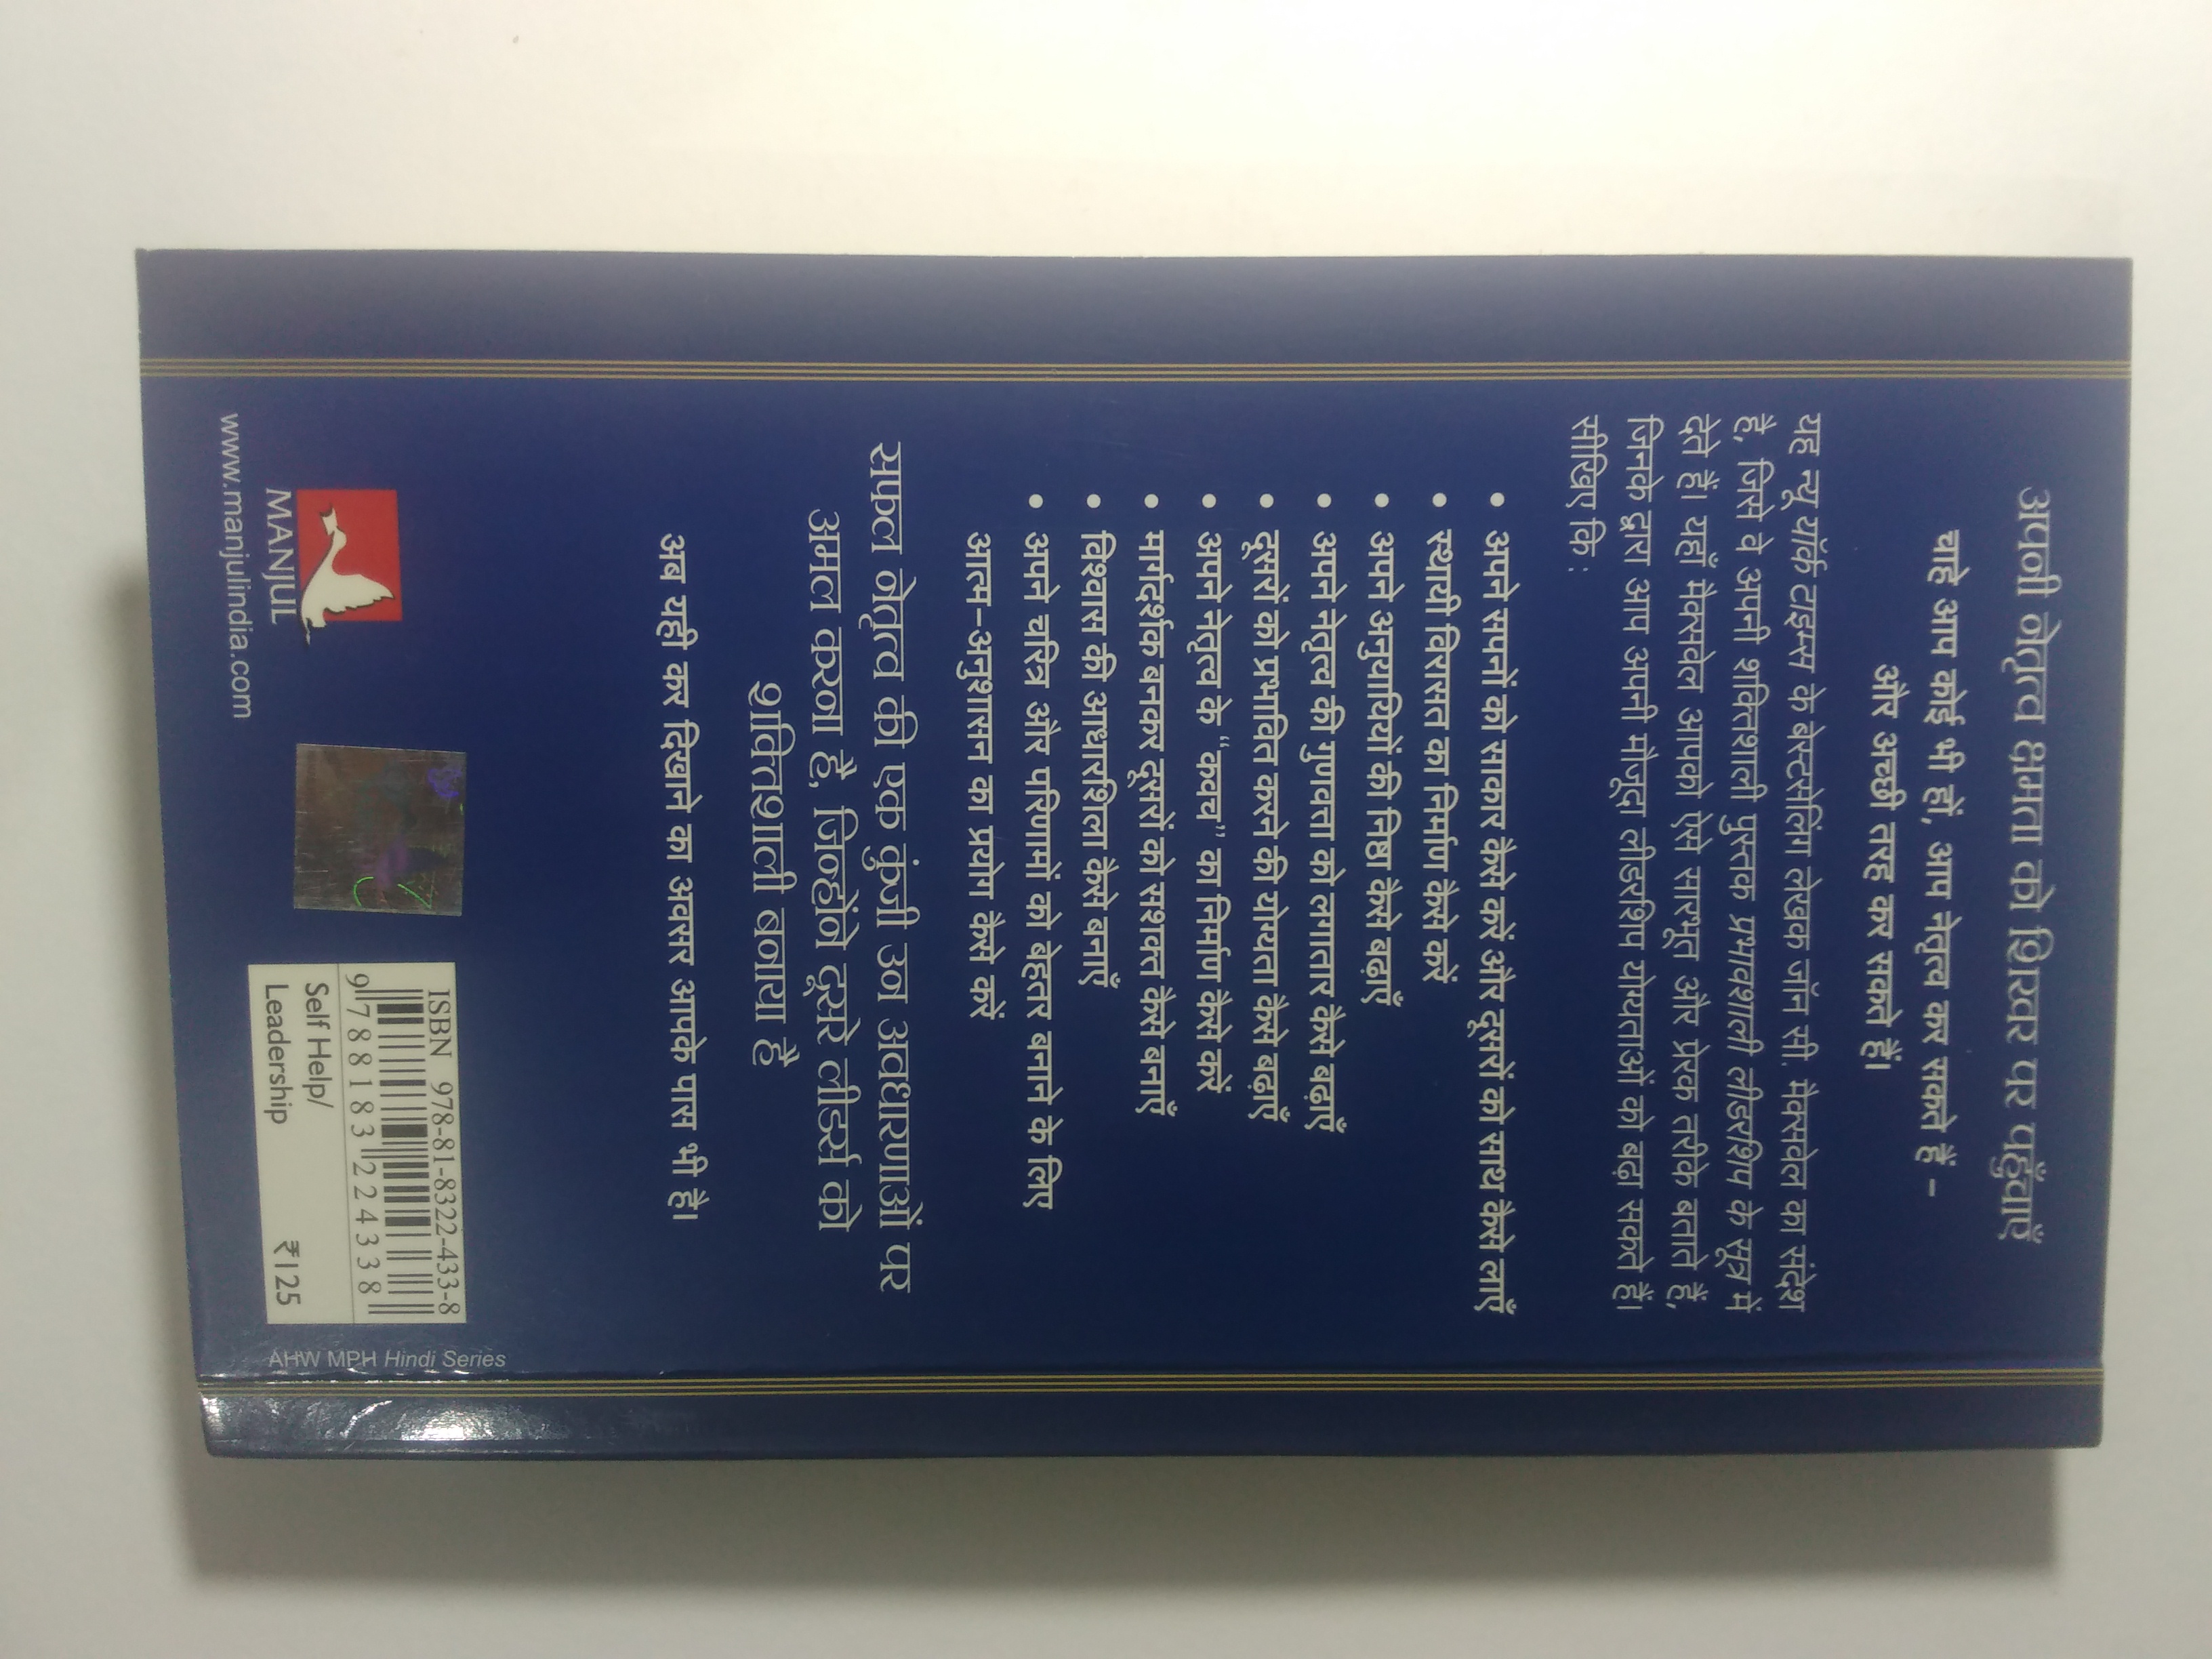 अपनी नेतृत्व क्षमता को शिखर पर पहुँचाएँ
चाहे आप कोई भी हों, आप नेतृत्व कर सकते हैं –
और अच्छी तरह कर सकते हैं।
यह न्यू यॉर्क टाइम्स के बेस्टसेलिंग लेखक जॉन सी. मैक्सवेल का संदेश
है, जिसे वे अपनी शक्तिशाली पुस्तक प्रभावशाली लीडरशिप के सूत्र में
देते हैं। यहाँ मैक्सवेल आपको ऐसे सारभूत और प्रेरक तरीके बताते हैं,
जिनके द्वारा आप अपनी मौजूदा लीडरशिप योग्यताओं को बढ़ा सकते हैं।
सीखिए कि :
• अपने सपनों को साकार कैसे करें और दूसरों को साथ कैसे लाएँ
• स्थायी विरासत का निर्माण कैसे करें
• अपने अनुयायियों की निष्ठा कैसे बढ़ाएँ
• अपने नेतृत्व की गुणवत्ता को लगातार कैसे बढ़ाएँ
• दूसरों को प्रभावित करने की योग्यता कैसे बढ़ाएँ
• अपने नेतृत्व के “कवच” का निर्माण कैसे करें
• मार्गदर्शक बनकर दूसरों को सशक्त कैसे बनाएँ
• विश्वास की आधारशिला कैसे बनाएँ
• अपने चरित्र और परिणामों को बेहतर बनाने के लिए
आत्म-अनुशासन का प्रयोग कैसे करें
सफल नेतृत्व की एक कुंजी उन अवधारणाओं पर
अमल करना है, जिन्होंने दूसरे लीडर्स को
शक्तिशाली बनाया है
अब यही कर दिखाने का अवसर आपके पास भी है।
MANJUL
www.manjulindia.com
ISBN 978-81-8322-433-8
9 788183 224338
Self Help/
Leadership ₹125
AHW MPH Hindi Series